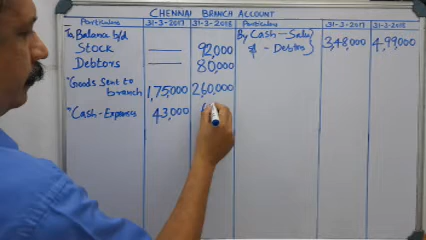 CHENNAI BRANCH ACCOUNT
Particulars 31-3-2017 31-3-2018 Particulars 31-3-2017 31-3-2018
To Balance b/d By Cash - Sales
Stock — 92,000 & - Debtors } 3,48,000 4,99,000
Debtors — 80,000
"Goods Sent to
branch 1,75,000 2,60,000
"Cash-Expenses 43,000